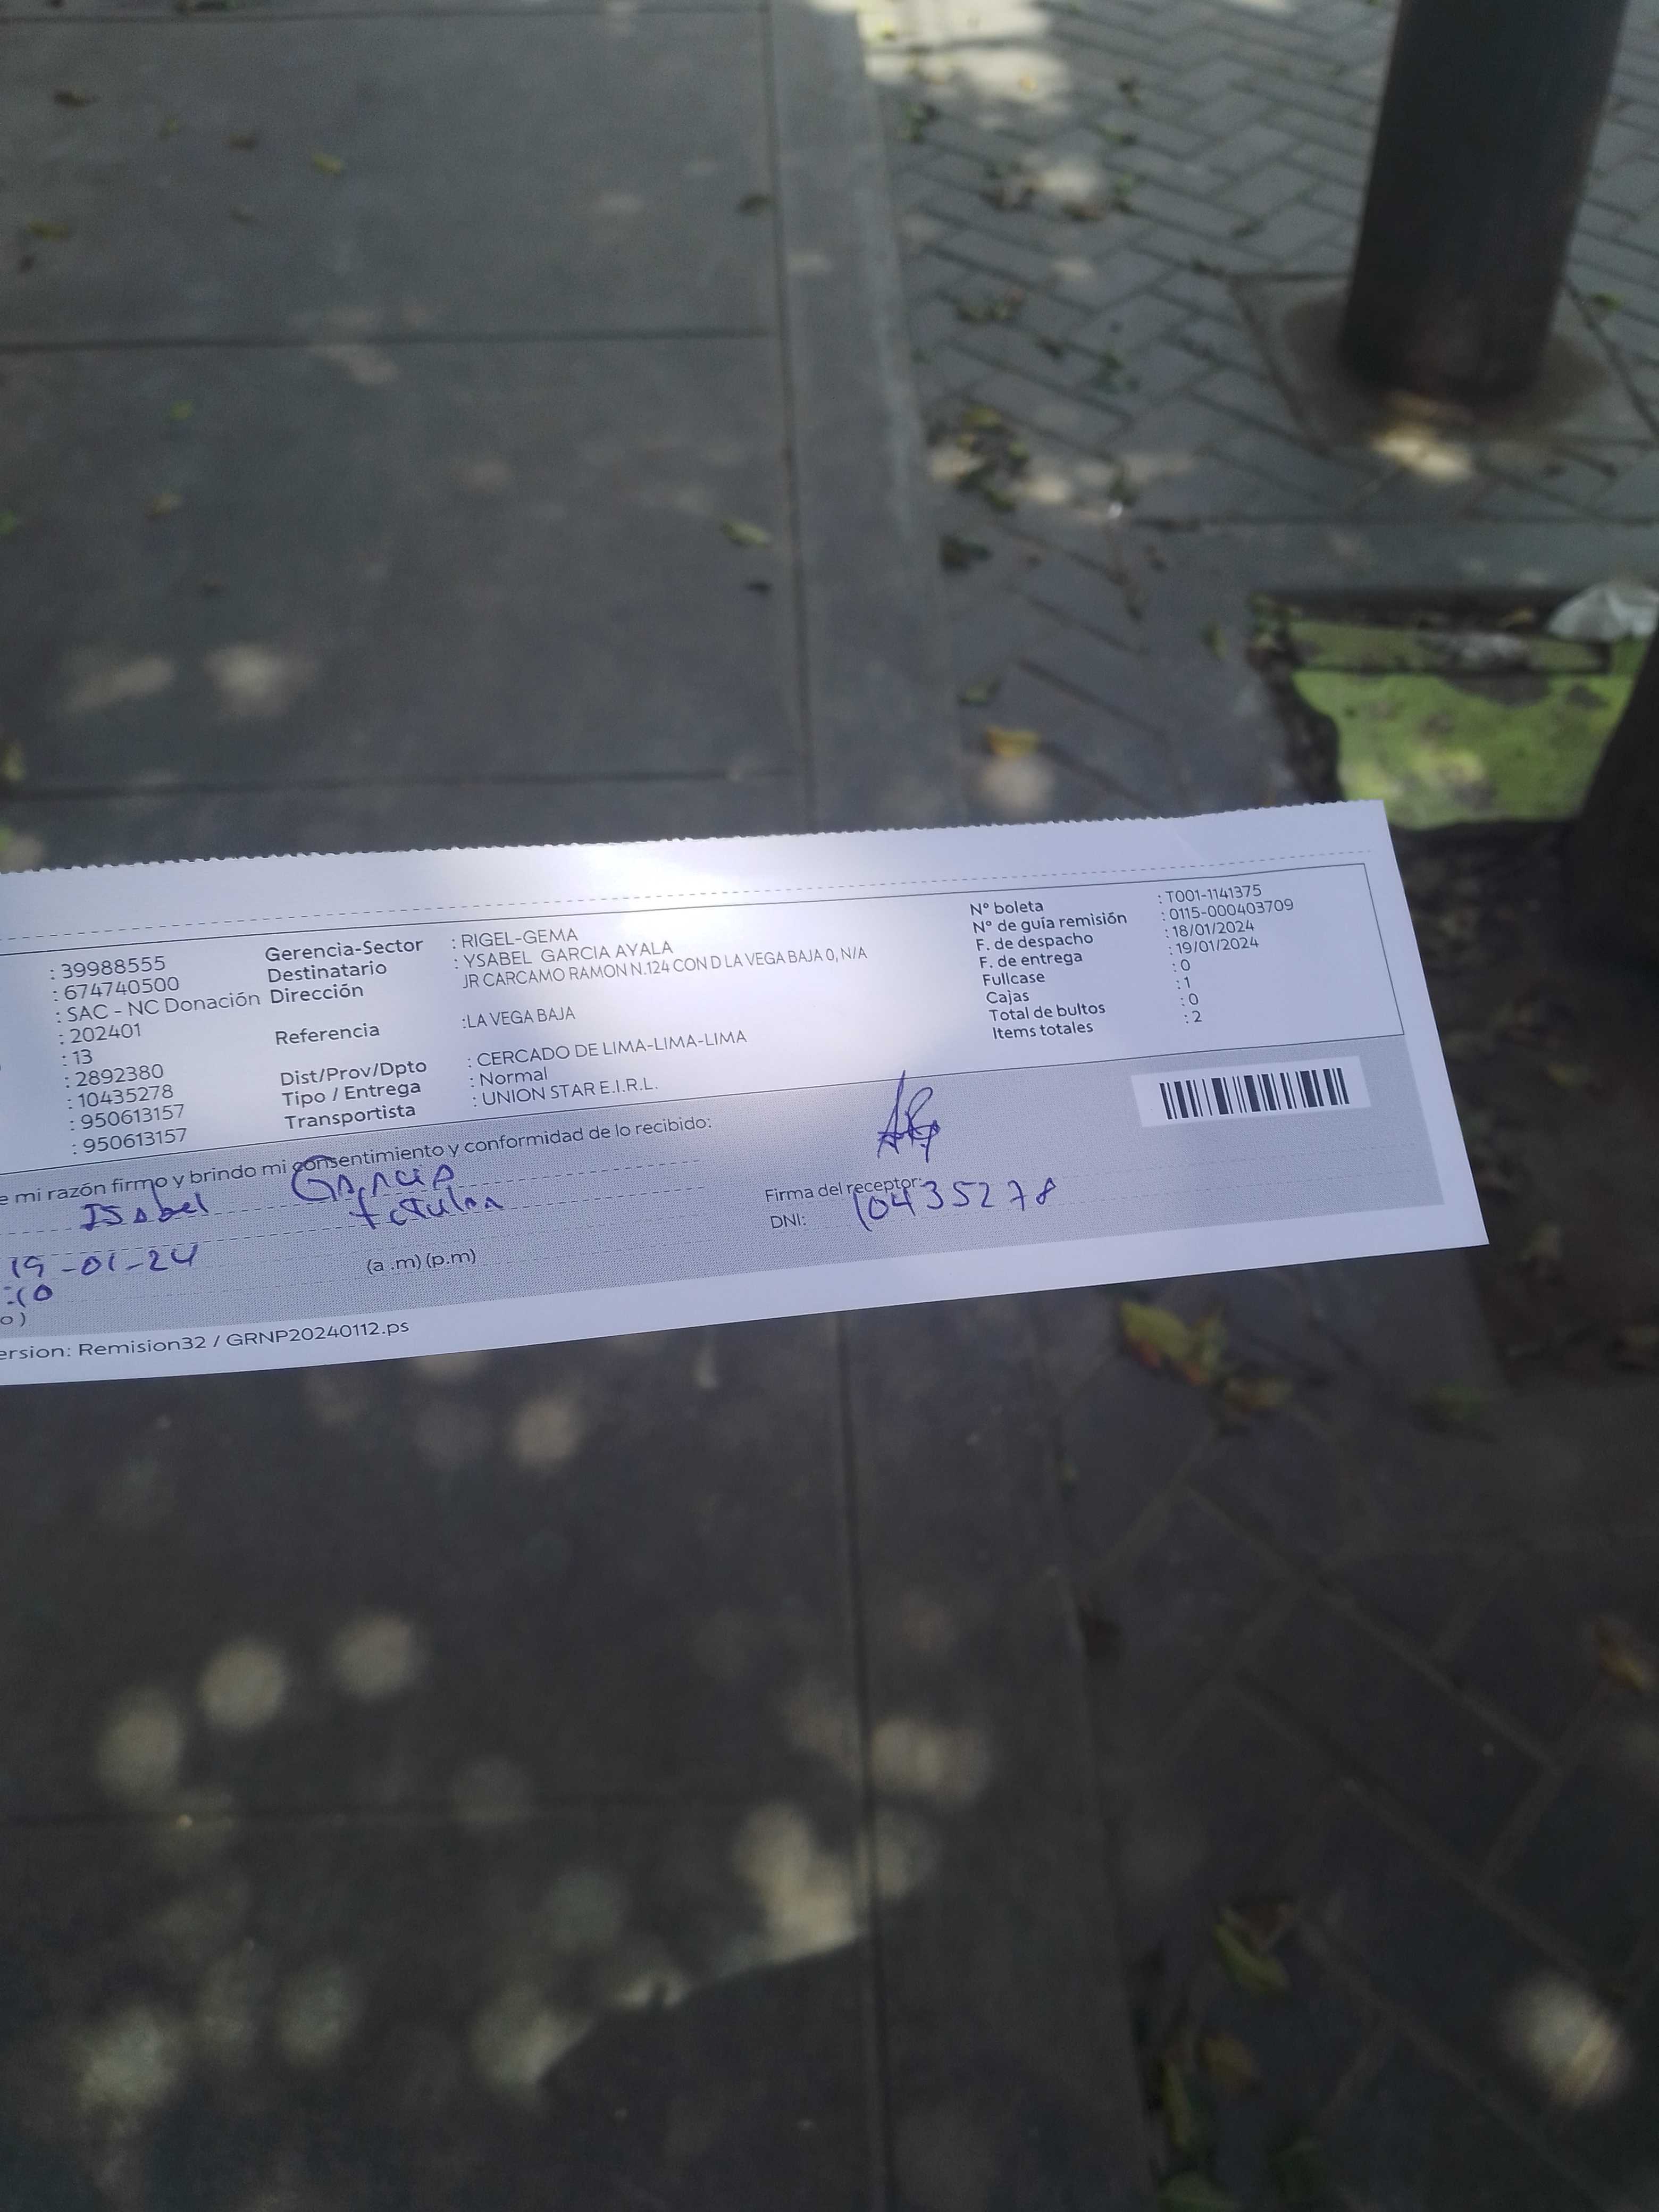 : 39988555
: 674740500
: SAC - NC Donación
: 202401
: 13
: 2892380
: 10435278
: 950613157
: 950613157
Gerencia-Sector : RIGEL-GEMA
Destinatario : YSABEL GARCIA AYALA
Dirección JR CARCAMO RAMON N.124 CON D LA VEGA BAJA 0, N/A
Referencia :LA VEGA BAJA
Dist/Prov/Dpto : CERCADO DE LIMA-LIMA-LIMA
Tipo / Entrega : Normal
Transportista : UNION STAR E.I.R.L.
N° boleta : T001-1141375
N° de guía remisión : 0115-000403709
F. de despacho : 18/01/2024
F. de entrega : 19/01/2024
Fullcase : 0
Cajas : 1
Total de bultos : 0
Items totales : 2
e mi razón firmo y brindo mi consentimiento y conformidad de lo recibido:
Isabel Garcia
Firma del receptor:
DNI: 10435278
19-01-24
:10 (a .m) (p.m)
o)
ersion: Remision32 / GRNP20240112.ps